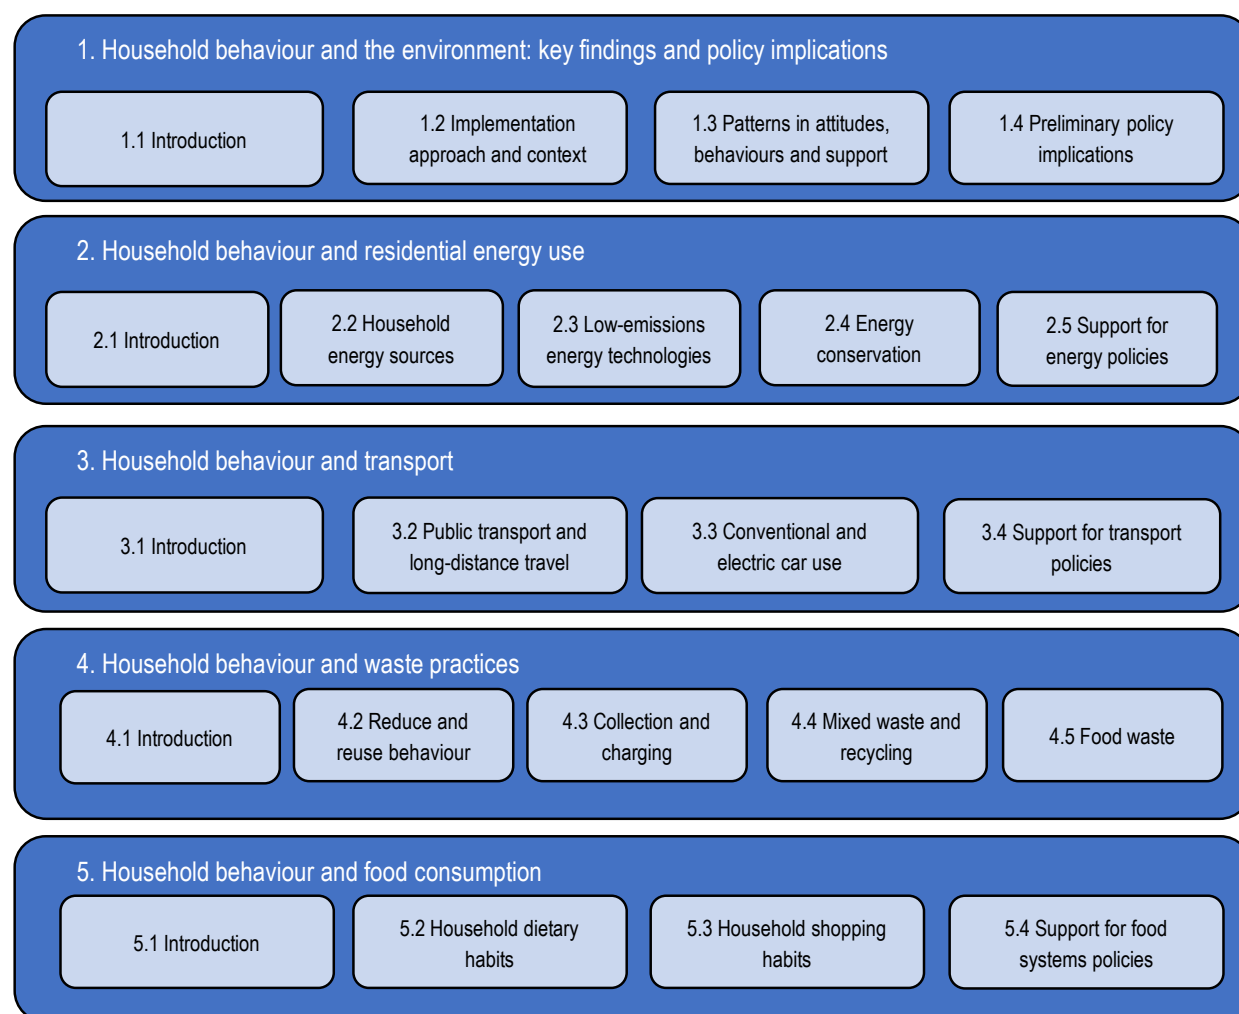 1. Household behaviour and the environment: key findings and policy implications
1.1 Introduction
1.2 Implementation
approach and context
1.3 Patterns in attitudes,
behaviours and support
1.4 Preliminary policy
implications
2. Household behaviour and residential energy use
2.1 Introduction
2.2 Household
energy sources
2.3 Low-emissions
energy technologies
2.4 Energy
conservation
2.5 Support for
energy policies
3. Household behaviour and transport
3.1 Introduction
3.2 Public transport and
long-distance travel
3.3 Conventional and
electric car use
3.4 Support for transport
policies
4. Household behaviour and waste practices
4.1 Introduction
4.2 Reduce and
reuse behaviour
4.3 Collection and
charging
4.4 Mixed waste and
recycling
4.5 Food waste
5. Household behaviour and food consumption
5.1 Introduction
5.2 Household dietary
habits
5.3 Household shopping
habits
5.4 Support for food
systems policies